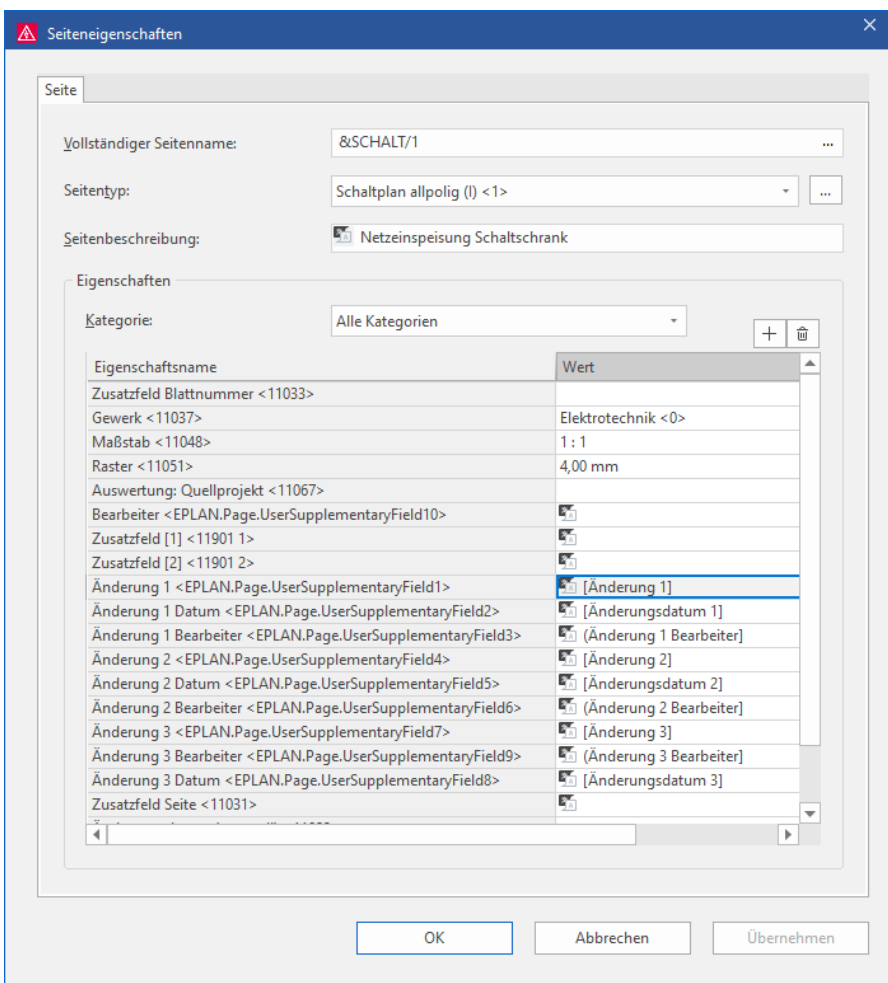 Seiteneigenschaften
Seite
Vollständiger Seitenname: &SCHALT/1 ...
Seitentyp: Schaltplan allpolig (I) <1> ...
Seitenbeschreibung: Netzeinspeisung Schaltschrank
Eigenschaften
Kategorie: Alle Kategorien
Eigenschaftsname Wert
Zusatzfeld Blattnummer <11033>
Gewerk <11037> Elektrotechnik <0>
Maßstab <11048> 1 : 1
Raster <11051> 4,00 mm
Auswertung: Quellprojekt <11067>
Bearbeiter <EPLAN.Page.UserSupplementaryField10>
Zusatzfeld [1] <11901 1>
Zusatzfeld [2] <11901 2>
Änderung 1 <EPLAN.Page.UserSupplementaryField1> [Änderung 1]
Änderung 1 Datum <EPLAN.Page.UserSupplementaryField2> [Änderungsdatum 1]
Änderung 1 Bearbeiter <EPLAN.Page.UserSupplementaryField3> (Änderung 1 Bearbeiter]
Änderung 2 <EPLAN.Page.UserSupplementaryField4> [Änderung 2]
Änderung 2 Datum <EPLAN.Page.UserSupplementaryField5> [Änderungsdatum 2]
Änderung 2 Bearbeiter <EPLAN.Page.UserSupplementaryField6> (Änderung 2 Bearbeiter]
Änderung 3 <EPLAN.Page.UserSupplementaryField7> [Änderung 3]
Änderung 3 Bearbeiter <EPLAN.Page.UserSupplementaryField9> (Änderung 3 Bearbeiter]
Änderung 3 Datum <EPLAN.Page.UserSupplementaryField8> [Änderungsdatum 3]
Zusatzfeld Seite <11031>
OK Abbrechen Übernehmen